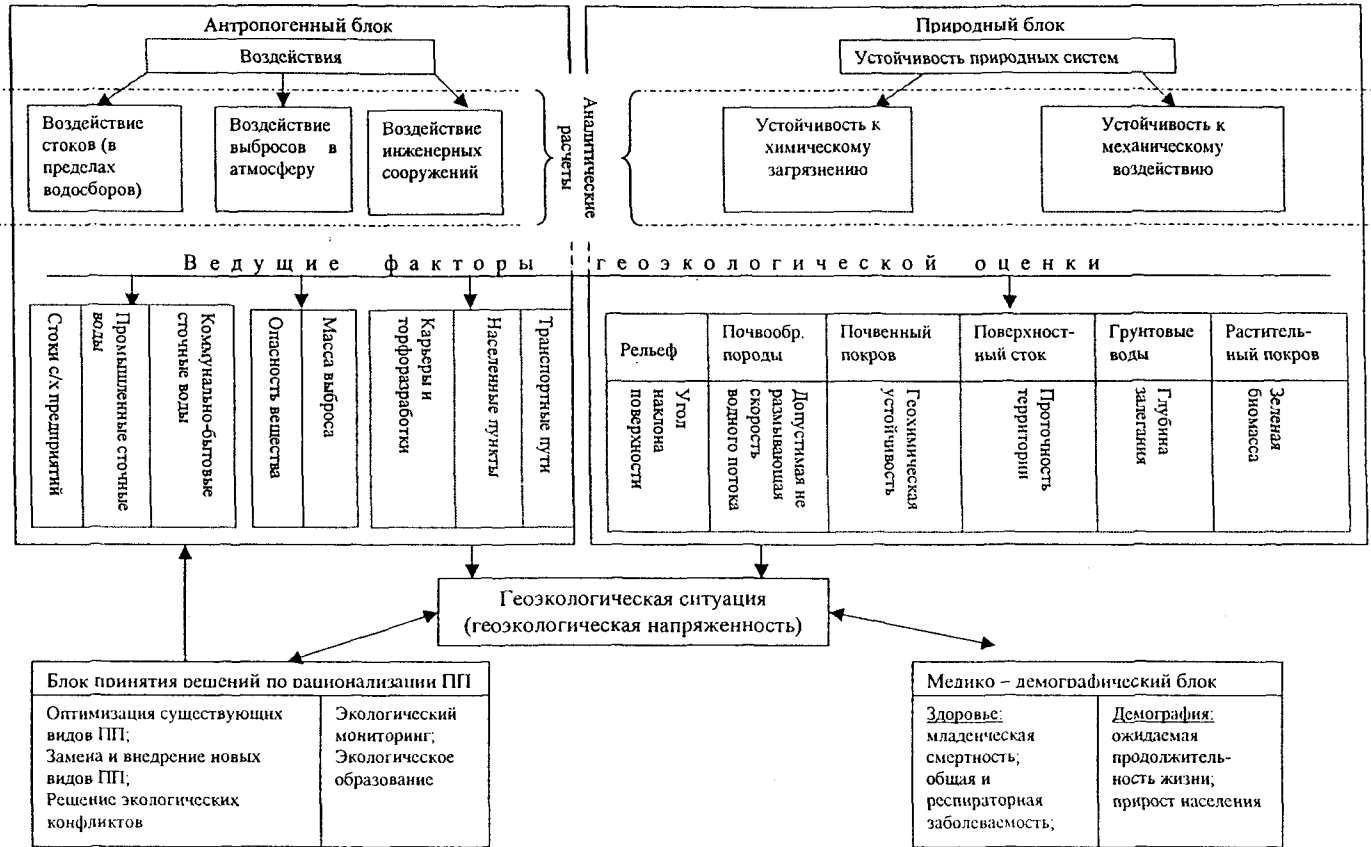 Антропогенный блок
Воздействия
Воздействие
стоков (в
пределах
водосборов)
Воздействие
выбросов в
атмосферу
Воздействие
инженерных
сооружений
Аналитические
расчеты
Природный блок
Устойчивость природных систем
Устойчивость к
химическому
загрязнению
Устойчивость к
механическому
воздействию
Ведущие факторы геоэкологической оценки
Стоки с/х предприятий
Промышленные сточные
воды
Коммунально-бытовые
сточные воды
Опасность вещества
Масса выброса
Карьеры и
торфоразработки
Населенные пункты
Транспортные пути
Рельеф
Угол
наклона
поверхности
Почвообр.
породы
Допустимая не
размывающая
скорость
водного потока
Почвенный
покров
Геохимическая
устойчивость
Поверхност-
ный сток
Проточность
территории
Грунтовые
воды
Глубина
залегания
Раститель-
ный покров
Зеленая
биомасса
Геоэкологическая ситуация
(геоэкологическая напряженность)
Блок принятия решений по рационализации ПП
Оптимизация существующих
видов ПП;
Замена и внедрение новых
видов ПП;
Решение экологических
конфликтов
Экологический
мониторинг;
Экологическое
образование
Медико – демографический блок
Здоровье:
младенческая
смертность;
общая и
респираторная
заболеваемость;
Демография:
ожидаемая
продолжитель-
ность жизни;
прирост населения